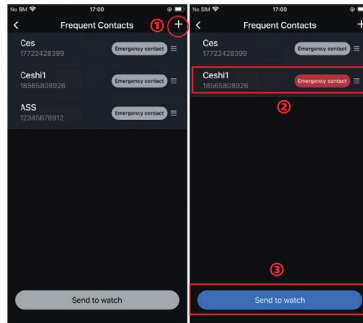 No SIM 17:00
Frequent Contacts ① +
Ces
17722428399
Emergency contact
Ceshi1
18565808926
Emergency contact
ASS
12345678912
Emergency contact
Send to watch
No SIM 17:00
Frequent Contacts +
Ces
17722428399
Emergency contact
Ceshi1
18565808926
Emergency contact
②
③
Send to watch